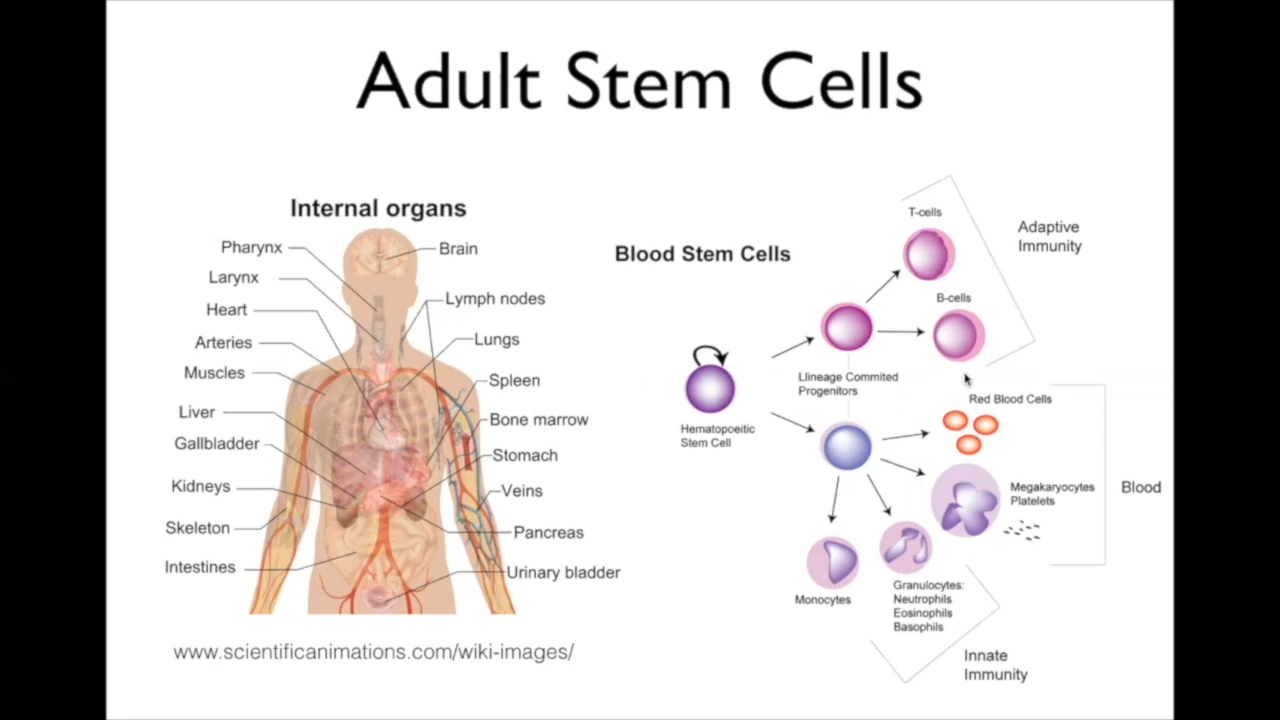 Adult Stem Cells
Internal organs
Pharynx
Larynx
Heart
Arteries
Muscles
Liver
Gallbladder
Kidneys
Skeleton
Intestines
Brain
Lymph nodes
Lungs
Spleen
Bone marrow
Stomach
Veins
Pancreas
Urinary bladder
www.scientificanimations.com/wiki-images/
Blood Stem Cells
Hematopoeitic
Stem Cell
Llineage Commited
Progenitors
T-cells
B-cells
Adaptive
Immunity
Red Blood Cells
Megakaryocytes
Platelets
Blood
Monocytes
Granulocytes:
Neutrophils
Eosinophils
Basophils
Innate
Immunity